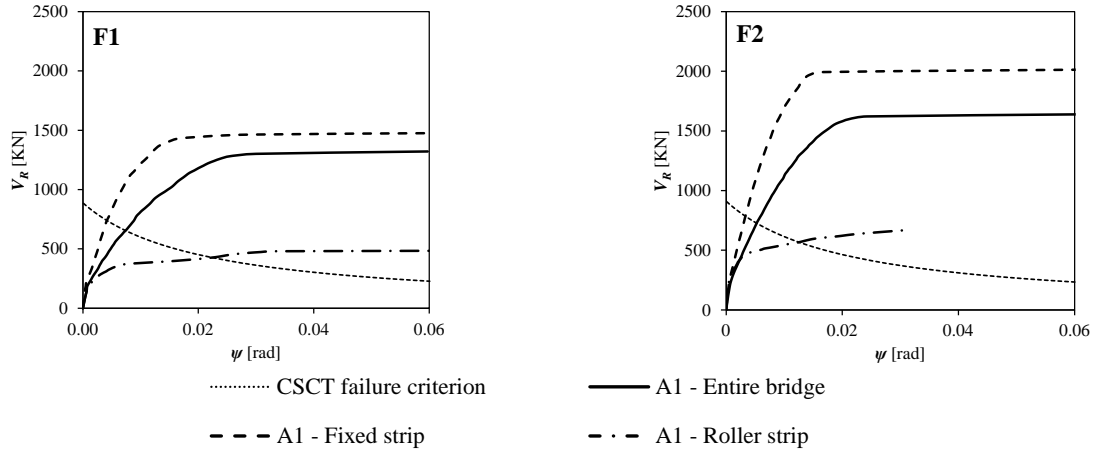 F1
2500
2000
1500
1000
500
0
V_R [KN]
0.00
0.02
0.04
0.06
ψ [rad]
F2
2500
2000
1500
1000
500
0
V_R [KN]
0
0.02
0.04
0.06
ψ [rad]
CSCT failure criterion
A1 - Entire bridge
A1 - Fixed strip
A1 - Roller strip